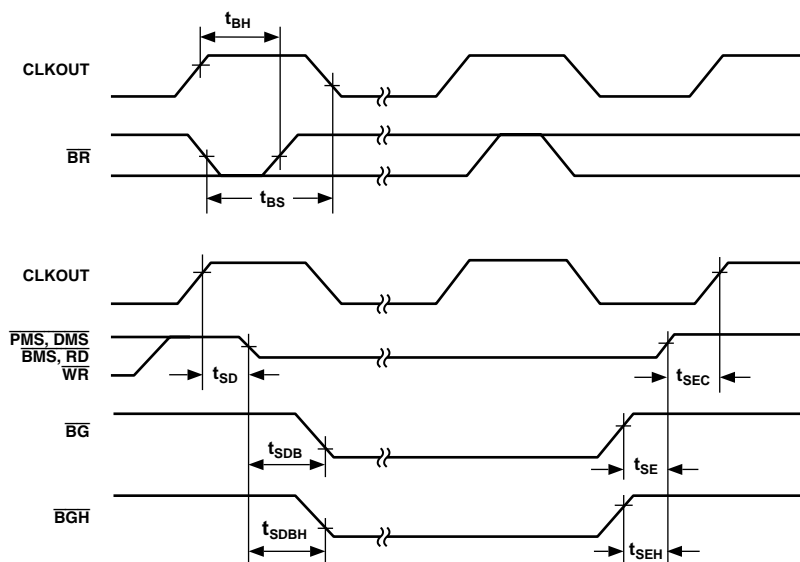 tBH
CLKOUT
BR
tBS
CLKOUT
PMS, DMS
BMS, RD
WR
tSD
tSEC
BG
tSDB
tSE
BGH
tSDBH
tSEH